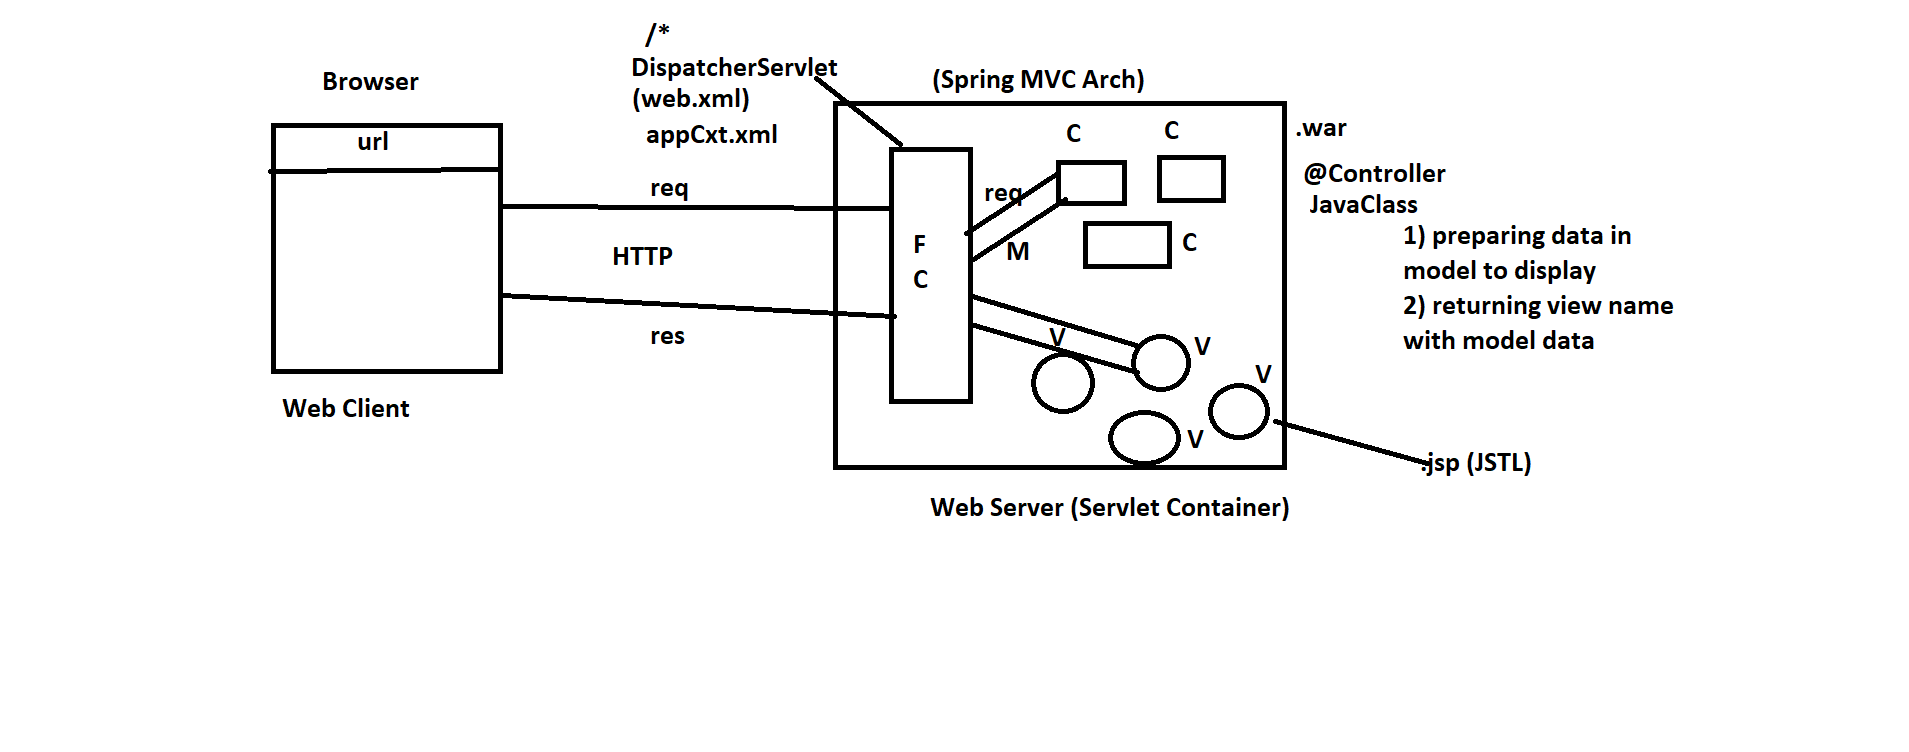 /*
DispatcherServlet
(web.xml)
appCxt.xml
Browser
url
Web Client
req
HTTP
res
(Spring MVC Arch)
F
C
req
M
C
C
C
V
V
V
V
Web Server (Servlet Container)
.war
@Controller
JavaClass
1) preparing data in
model to display
2) returning view name
with model data
.jsp (JSTL)